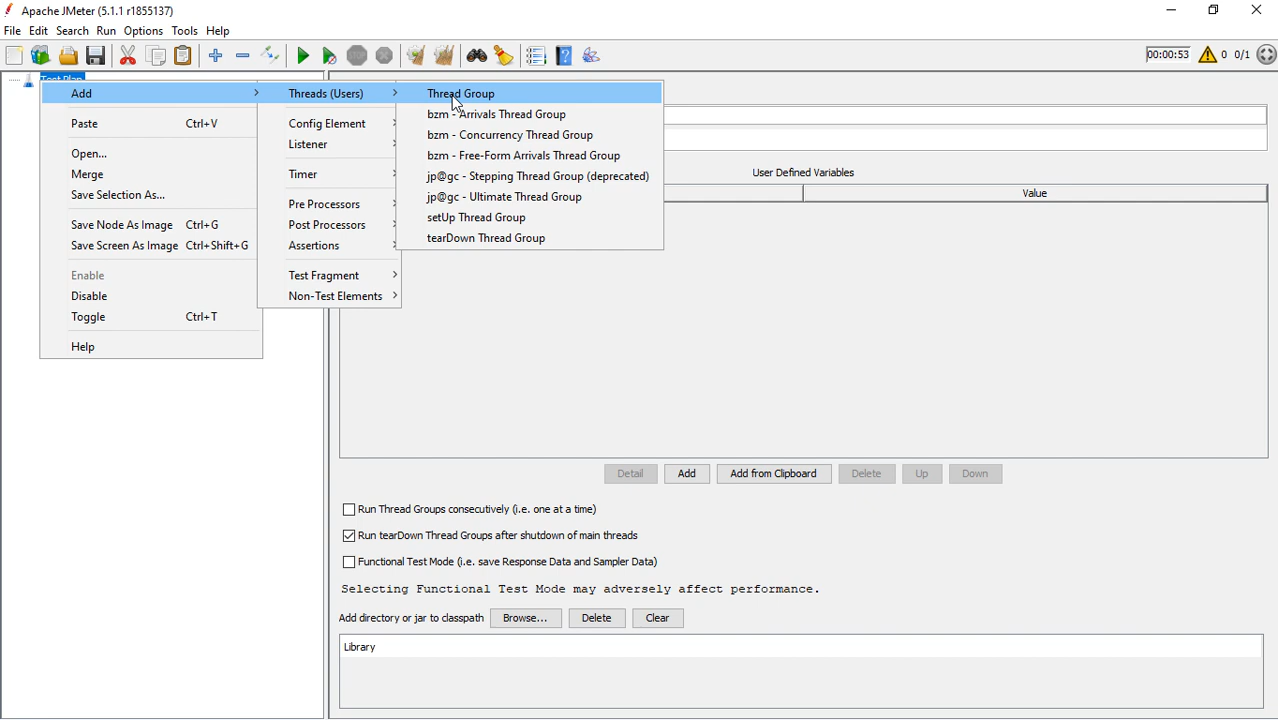 Apache JMeter (5.1.1 r1855137)
File Edit Search Run Options Tools Help
STOP
00:00:53 0 0/1
Test Plan
Add
Paste Ctrl+V
Open...
Merge
Save Selection As...
Save Node As Image Ctrl+G
Save Screen As Image Ctrl+Shift+G
Enable
Disable
Toggle Ctrl+T
Help
Threads (Users)
Config Element
Listener
Timer
Pre Processors
Post Processors
Assertions
Test Fragment
Non-Test Elements
Thread Group
bzm - Arrivals Thread Group
bzm - Concurrency Thread Group
bzm - Free-Form Arrivals Thread Group
jp@gc - Stepping Thread Group (deprecated)
jp@gc - Ultimate Thread Group
setUp Thread Group
tearDown Thread Group
User Defined Variables
Value
Detail Add Add from Clipboard Delete Up Down
Run Thread Groups consecutively (i.e. one at a time)
Run tearDown Thread Groups after shutdown of main threads
Functional Test Mode (i.e. save Response Data and Sampler Data)
Selecting Functional Test Mode may adversely affect performance.
Add directory or jar to classpath Browse... Delete Clear
Library